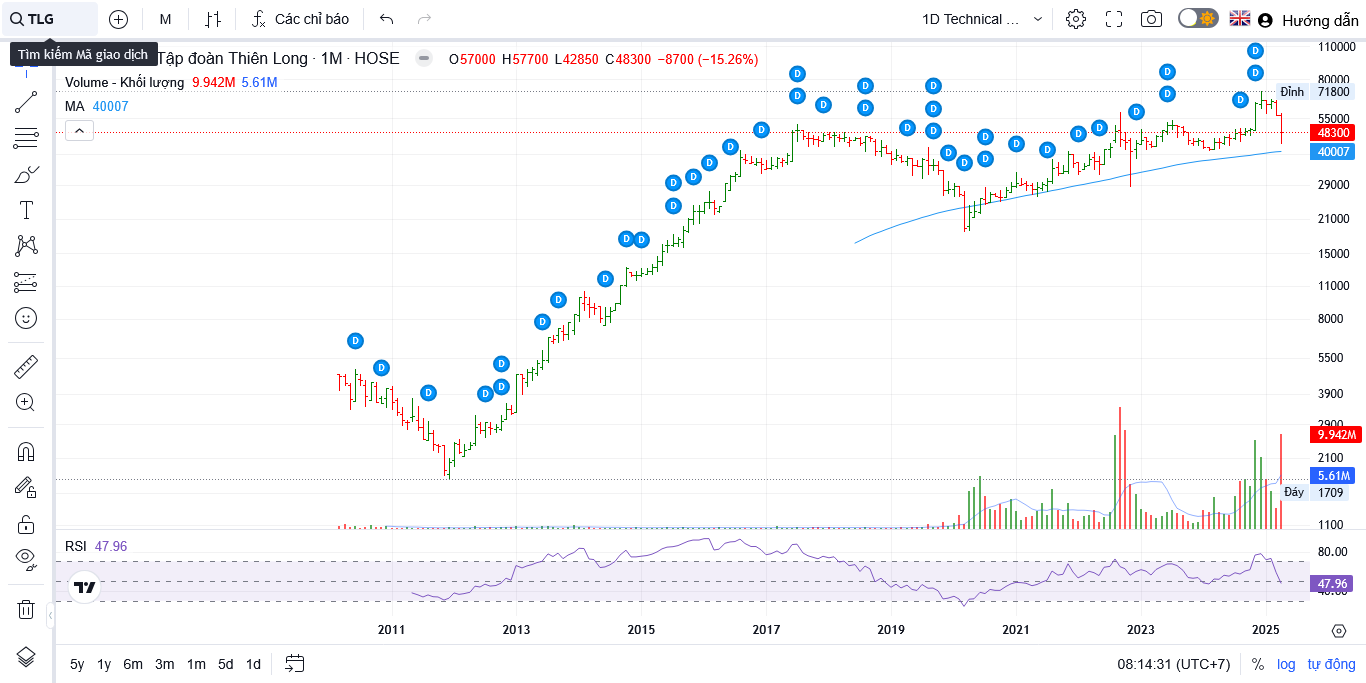 TLG
M
Các chỉ báo
1D Technical ...
Hướng dẫn
Tìm kiếm Mã giao dịch
Tập đoàn Thiên Long · 1M · HOSE
O57000 H57700 L42850 C48300 −8700 (−15.26%)
Volume - Khối lượng 9.942M 5.61M
MA 40007
D D D D D D D D D D D D D D D D D D D D D D D D D D D D D D D D D D D D D D D D D D
110000
80000
Đỉnh 71800
55000
48300
40007
29000
21000
15000
11000
8000
5500
3900
2900
9.942M
2100
5.61M
Đáy 1709
1100
RSI 47.96
80.00
47.96
40.00
2011 2013 2015 2017 2019 2021 2023 2025
5y 1y 6m 3m 1m 5d 1d
08:14:31 (UTC+7) % log tự động